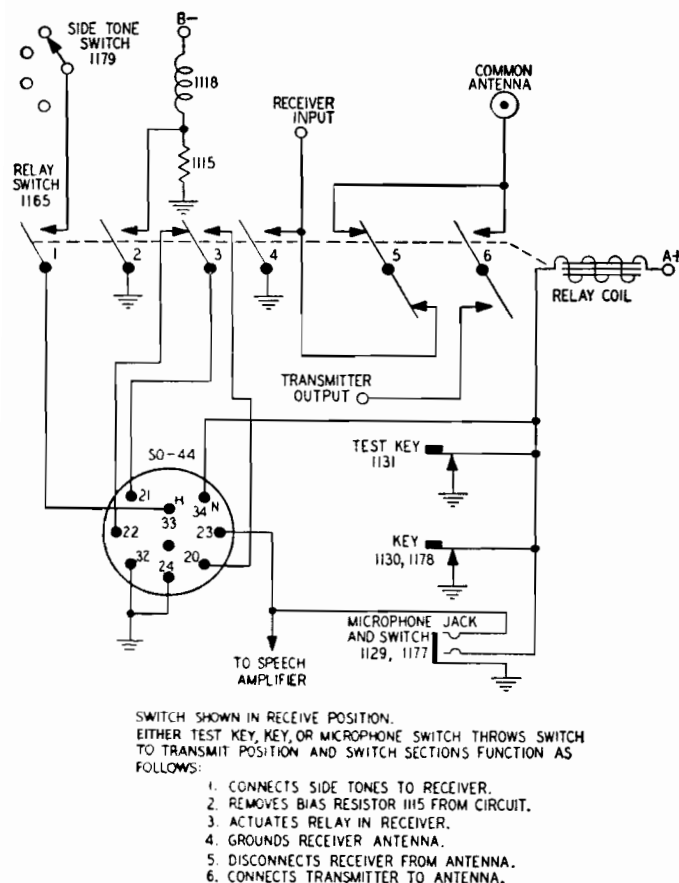 B-
SIDE TONE
SWITCH
1179
COMMON
ANTENNA
1118
RECEIVER
INPUT
1115
RELAY
SWITCH
1165
1
2
3
4
5
6
A+
RELAY COIL
TRANSMITTER
OUTPUT
TEST KEY
1131
SO-44
21
H
34
N
33
22
23
32
20
24
KEY
1130, 1178
MICROPHONE JACK
AND SWITCH
1129, 1177
TO SPEECH
AMPLIFIER
SWITCH SHOWN IN RECEIVE POSITION.
EITHER TEST KEY, KEY, OR MICROPHONE SWITCH THROWS SWITCH
TO TRANSMIT POSITION AND SWITCH SECTIONS FUNCTION AS
FOLLOWS:
1. CONNECTS SIDE TONES TO RECEIVER.
2. REMOVES BIAS RESISTOR 1115 FROM CIRCUIT.
3. ACTUATES RELAY IN RECEIVER.
4. GROUNDS RECEIVER ANTENNA.
5. DISCONNECTS RECEIVER FROM ANTENNA.
6. CONNECTS TRANSMITTER TO ANTENNA.